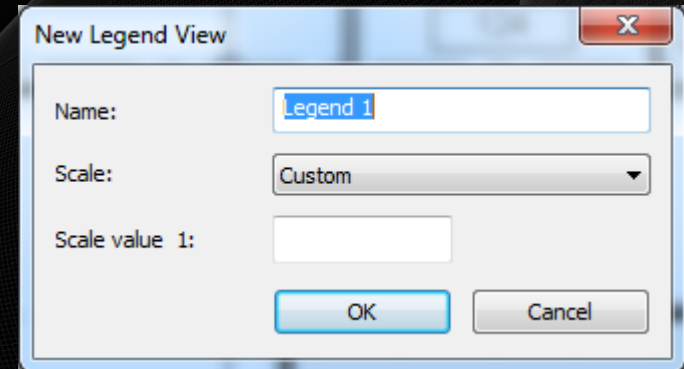 New Legend View
Name:
Legend 1
Scale:
Custom
Scale value 1:
OK
Cancel